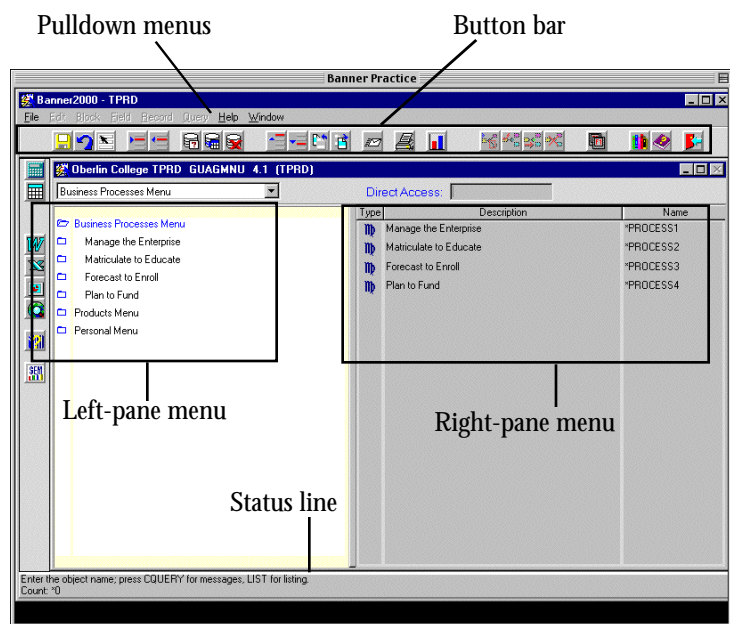 Pulldown menus
Button bar
Banner Practice
Banner2000 - TPRD
File Edit Block Field Record Query Help Window
Oberlin College TPRD GUAGMNU 4.1 (TPRD)
Business Processes Menu
Direct Access:
Type Description Name
Business Processes Menu
Manage the Enterprise
Matriculate to Educate
Forecast to Enroll
Plan to Fund
Products Menu
Personal Menu
Manage the Enterprise *PROCESS1
Matriculate to Educate *PROCESS2
Forecast to Enroll *PROCESS3
Plan to Fund *PROCESS4
SEM
Left-pane menu
Right-pane menu
Status line
Enter the object name; press CQUERY for messages, LIST for listing.
Count: *0